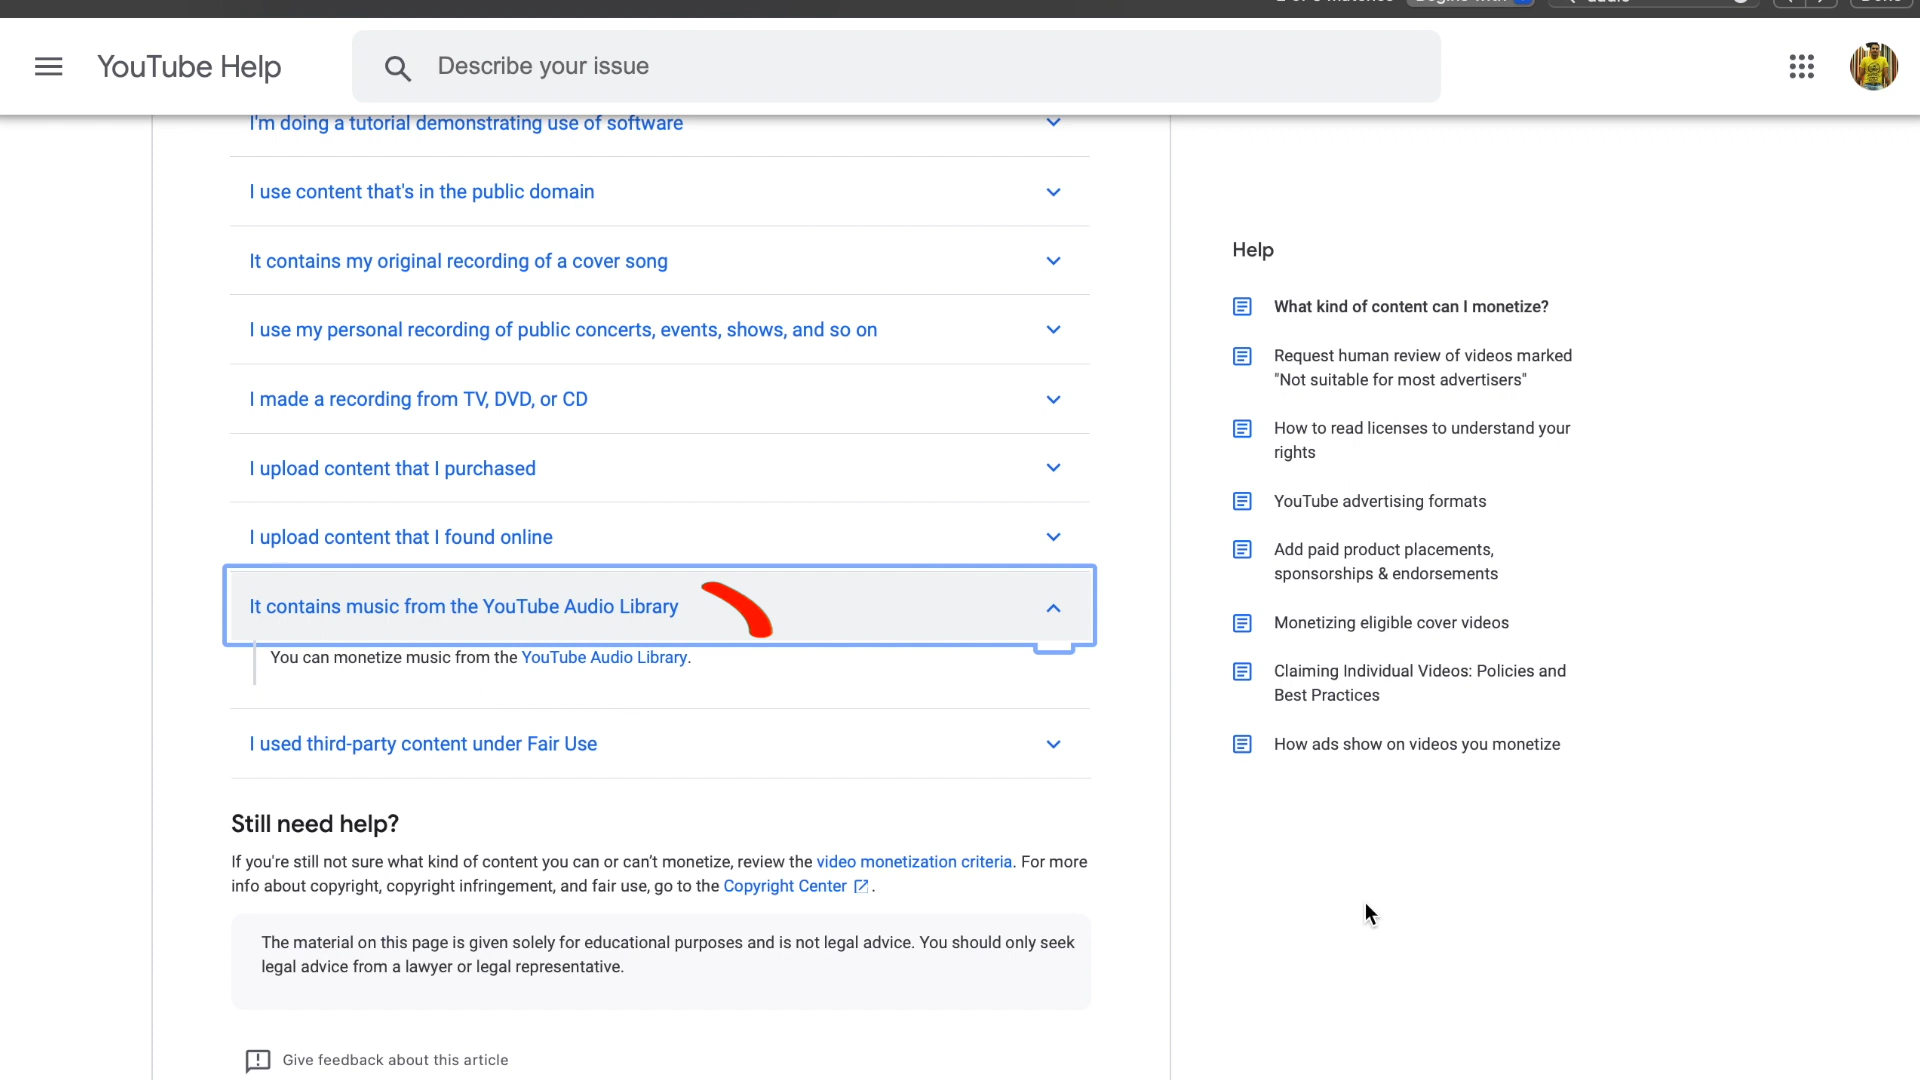 YouTube Help
Describe your issue
I'm doing a tutorial demonstrating use of software
I use content that's in the public domain
It contains my original recording of a cover song
I use my personal recording of public concerts, events, shows, and so on
I made a recording from TV, DVD, or CD
I upload content that I purchased
I upload content that I found online
It contains music from the YouTube Audio Library
You can monetize music from the YouTube Audio Library.
I used third-party content under Fair Use
Still need help?
If you're still not sure what kind of content you can or can't monetize, review the video monetization criteria. For more
info about copyright, copyright infringement, and fair use, go to the Copyright Center.
The material on this page is given solely for educational purposes and is not legal advice. You should only seek
legal advice from a lawyer or legal representative.
Give feedback about this article
Help
What kind of content can I monetize?
Request human review of videos marked
"Not suitable for most advertisers"
How to read licenses to understand your
rights
YouTube advertising formats
Add paid product placements,
sponsorships & endorsements
Monetizing eligible cover videos
Claiming Individual Videos: Policies and
Best Practices
How ads show on videos you monetize